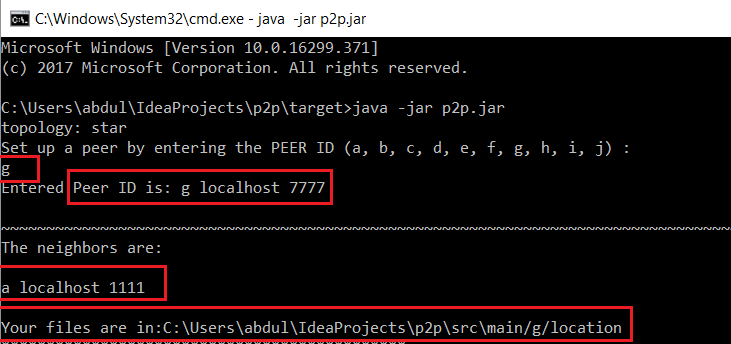 C:\Windows\System32\cmd.exe - java -jar p2p.jar
Microsoft Windows [Version 10.0.16299.371]
(c) 2017 Microsoft Corporation. All rights reserved.
C:\Users\abdul\IdeaProjects\p2p\target>java -jar p2p.jar
topology: star
Set up a peer by entering the PEER ID (a, b, c, d, e, f, g, h, i, j) :
g
Entered Peer ID is: g localhost 7777
~~~~~~~~~~~~~~~~~~~~~~~~~~~~~~~~~~~~~~~~~~~~~~~~~~~~~~~~~~~~~~~~~~~~~~~~~~~~~~~~~
The neighbors are:
a localhost 1111
Your files are in:C:\Users\abdul\IdeaProjects\p2p\src\main/g/location
~~~~~~~~~~~~~~~~~~~~~~~~~~~~~~~~~~~~~~~~~~~~~